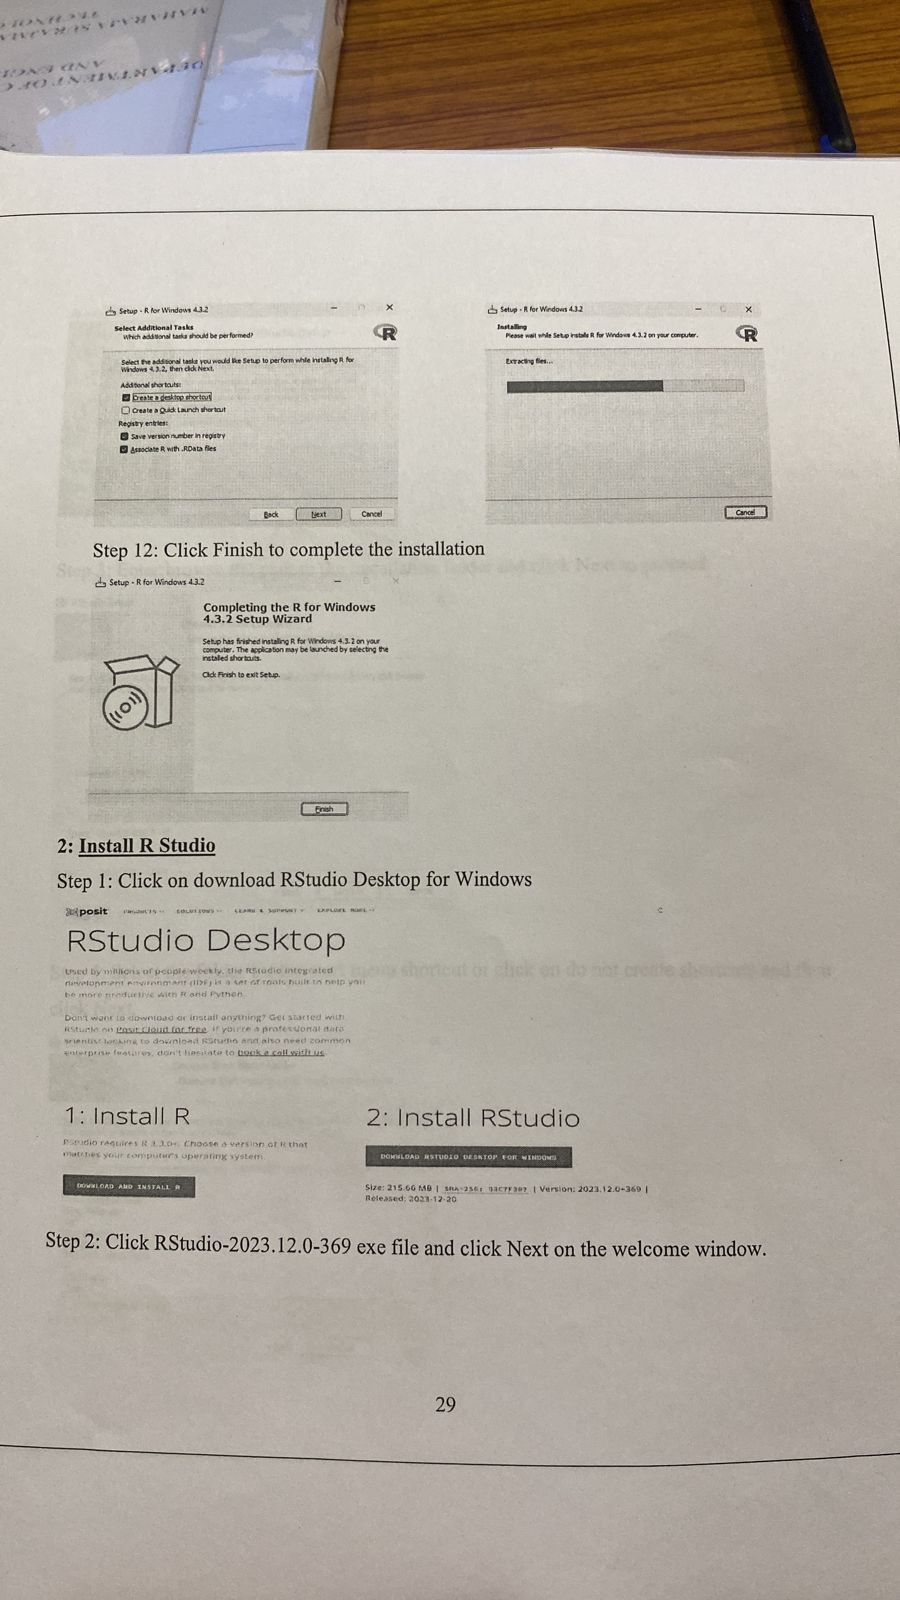 TECHNOLO
MAHARAJA SURAJMA
AND ENGI
DEPARTMENT OF C
Setup - R for Windows 4.3.2
Select Additional Tasks
Which additional tasks should be performed?
Select the additional tasks you would like Setup to perform while installing R for
Windows 4.3.2, then click Next.
Additional shortcuts:
Create a desktop shortcut
Create a Quick Launch shortcut
Registry entries:
Save version number in registry
Associate R with .RData files
Back Next Cancel
Setup - R for Windows 4.3.2
Installing
Please wait while Setup installs R for Windows 4.3.2 on your computer.
Extracting files...
Cancel
Step 12: Click Finish to complete the installation
Setup - R for Windows 4.3.2
Completing the R for Windows
4.3.2 Setup Wizard
Setup has finished installing R for Windows 4.3.2 on your
computer. The application may be launched by selecting the
installed shortcuts.
Click Finish to exit Setup.
Finish
2: Install R Studio
Step 1: Click on download RStudio Desktop for Windows
posit PRODUCTS SOLUTIONS LEARN & SUPPORT EXPLORE MORE
RStudio Desktop
Used by millions of people weekly, the RStudio integrated
development environment (IDE) is a set of tools built to help you
be more productive with R and Python.
Don't want to download or install anything? Get started with
RStudio on Posit Cloud for free. If you're a professional data
scientist looking to download RStudio and also need common
enterprise features, don't hesitate to book a call with us.
1: Install R
RStudio requires R 3.3.0+. Choose a version of R that
matches your computer's operating system.
DOWNLOAD AND INSTALL R
2: Install RStudio
DOWNLOAD RSTUDIO DESKTOP FOR WINDOWS
Size: 215.66 MB | SHA-256: | Version: 2023.12.0+369 |
Released: 2023-12-20
Step 2: Click RStudio-2023.12.0-369 exe file and click Next on the welcome window.
29